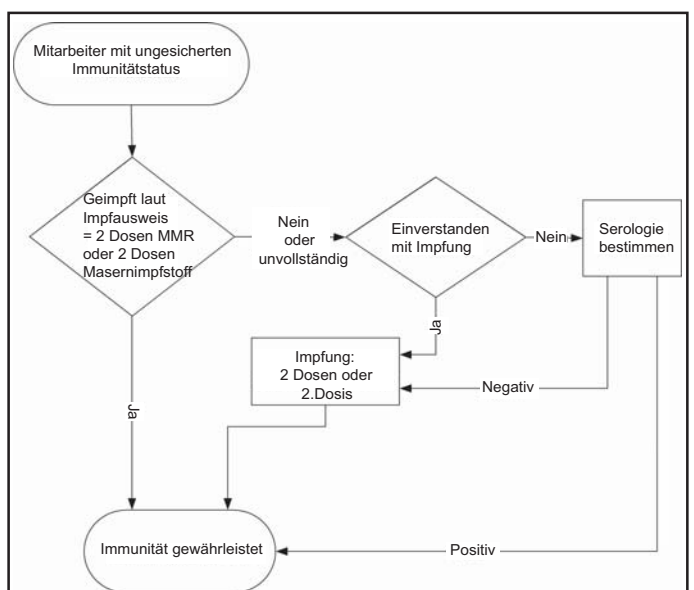 Mitarbeiter mit ungesicherten
Immunitätstatus
Geimpft laut
Impfausweis
= 2 Dosen MMR
oder 2 Dosen
Masernimpfstoff
Nein
oder
unvollständig
Einverstanden
mit Impfung
Nein
Serologie
bestimmen
Ja
Impfung:
2 Dosen oder
2.Dosis
Negativ
Ja
Immunität gewährleistet
Positiv